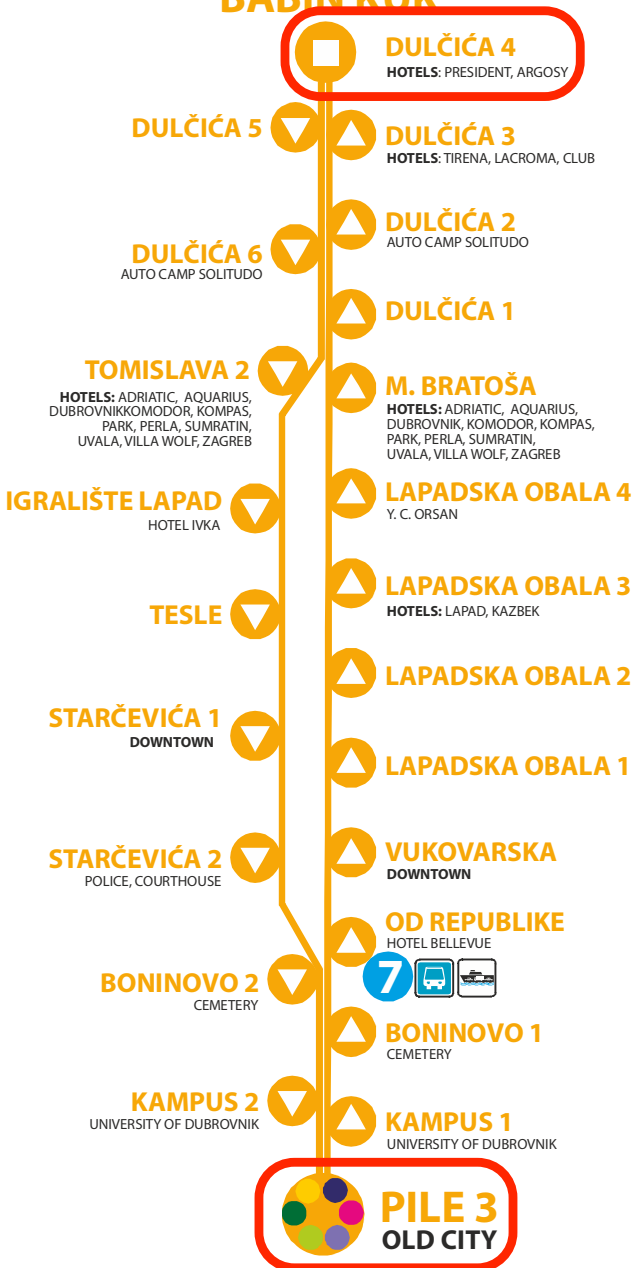 BABIN KUK
DULČIĆA 4
HOTELS: PRESIDENT, ARGOSY
DULČIĆA 5
DULČIĆA 3
HOTELS: TIRENA, LACROMA, CLUB
DULČIĆA 2
AUTO CAMP SOLITUDO
DULČIĆA 6
AUTO CAMP SOLITUDO
DULČIĆA 1
TOMISLAVA 2
HOTELS: ADRIATIC, AQUARIUS,
DUBROVNIKKOMODOR, KOMPAS,
PARK, PERLA, SUMRATIN,
UVALA, VILLA WOLF, ZAGREB
M. BRATOŠA
HOTELS: ADRIATIC, AQUARIUS,
DUBROVNIK, KOMODOR, KOMPAS,
PARK, PERLA, SUMRATIN,
UVALA, VILLA WOLF, ZAGREB
IGRALIŠTE LAPAD
HOTEL IVKA
LAPADSKA OBALA 4
Y. C. ORSAN
LAPADSKA OBALA 3
HOTELS: LAPAD, KAZBEK
TESLE
LAPADSKA OBALA 2
STARČEVIĆA 1
DOWNTOWN
LAPADSKA OBALA 1
STARČEVIĆA 2
POLICE, COURTHOUSE
VUKOVARSKA
DOWNTOWN
OD REPUBLIKE
HOTEL BELLEVUE
7
BONINOVO 2
CEMETERY
BONINOVO 1
CEMETERY
KAMPUS 2
UNIVERSITY OF DUBROVNIK
KAMPUS 1
UNIVERSITY OF DUBROVNIK
PILE 3
OLD CITY